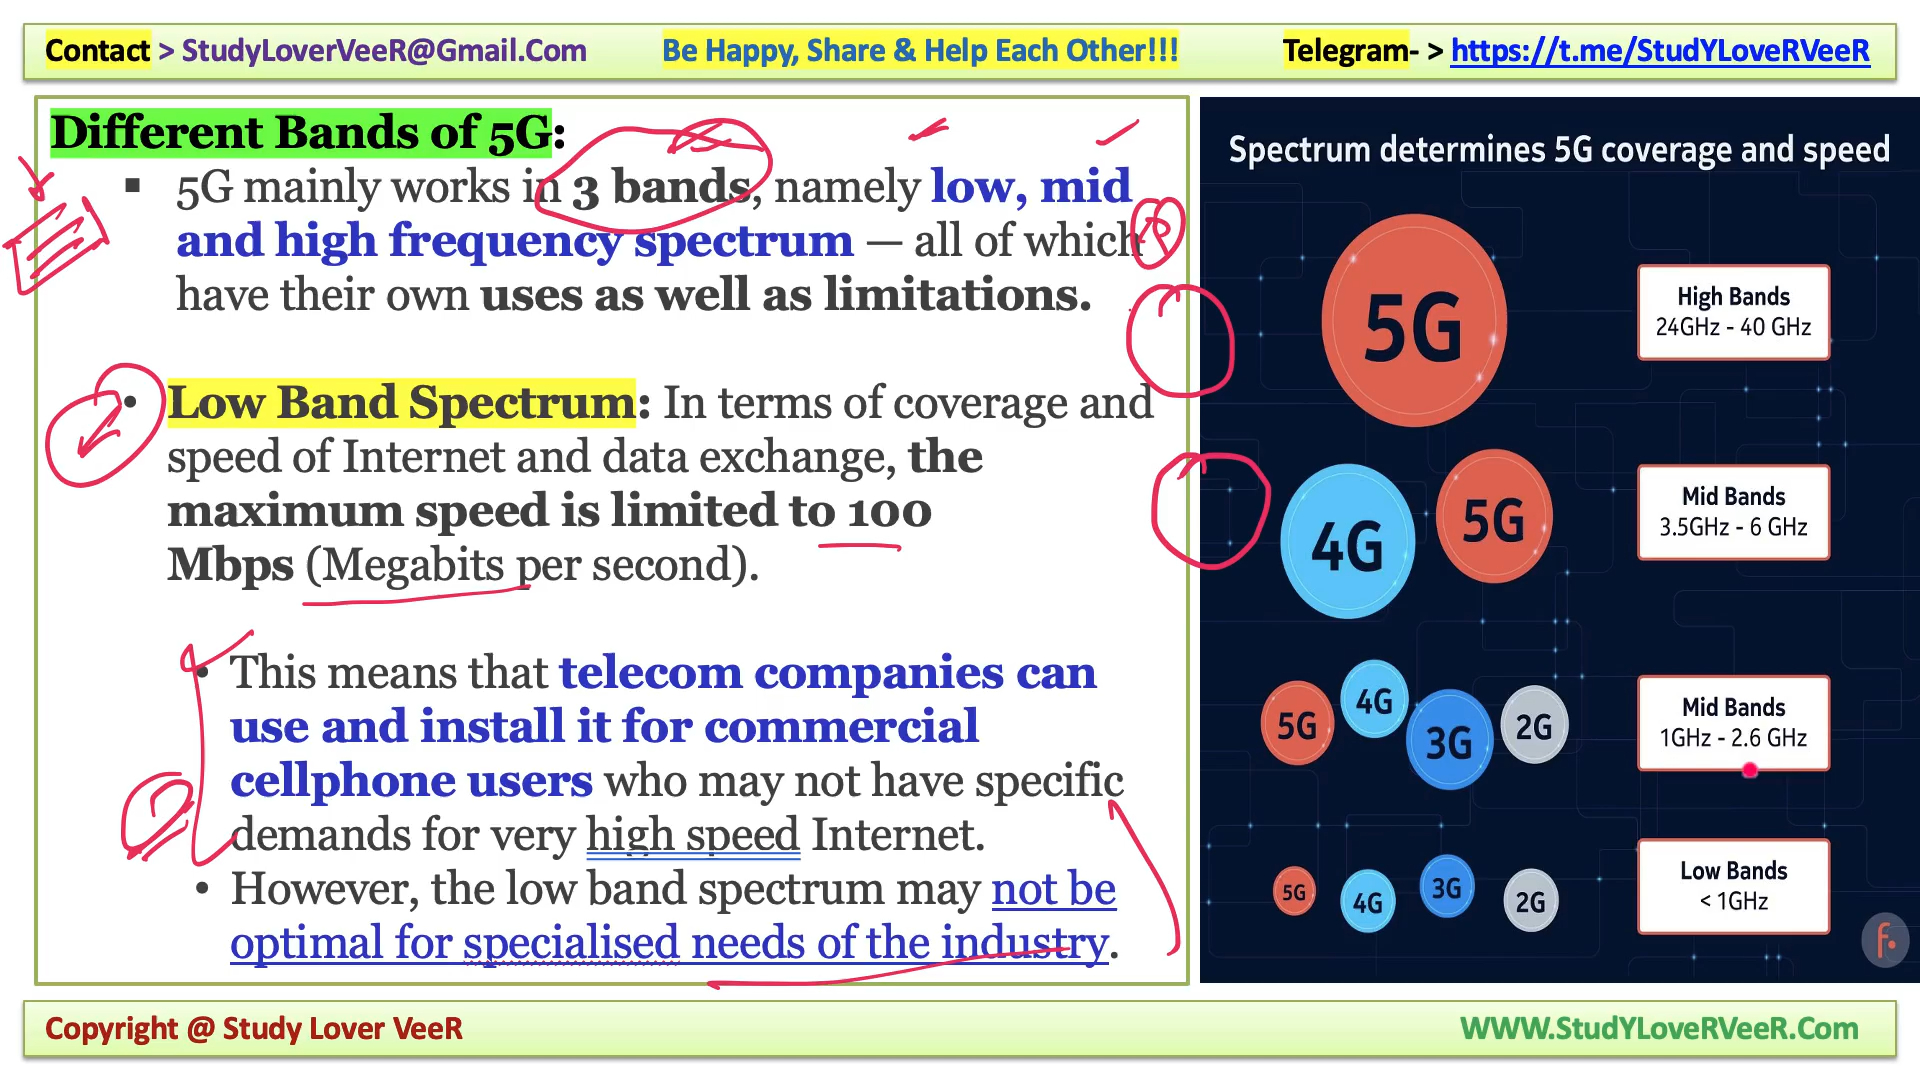 Contact > StudyLoverVeeR@Gmail.Com
Be Happy, Share & Help Each Other!!!
Telegram- > https://t.me/StudYLoveRVeeR
Different Bands of 5G:
▪ 5G mainly works in 3 bands, namely low, mid
and high frequency spectrum — all of which
have their own uses as well as limitations.
• Low Band Spectrum: In terms of coverage and
speed of Internet and data exchange, the
maximum speed is limited to 100
Mbps (Megabits per second).
• This means that telecom companies can
use and install it for commercial
cellphone users who may not have specific
demands for very high speed Internet.
• However, the low band spectrum may not be
optimal for specialised needs of the industry.
Spectrum determines 5G coverage and speed
5G
High Bands
24GHz - 40 GHz
4G
5G
Mid Bands
3.5GHz - 6 GHz
5G
4G
3G
2G
Mid Bands
1GHz - 2.6 GHz
5G
4G
3G
2G
Low Bands
< 1GHz
f.
Copyright @ Study Lover VeeR
WWW.StudYLoveRVeeR.Com